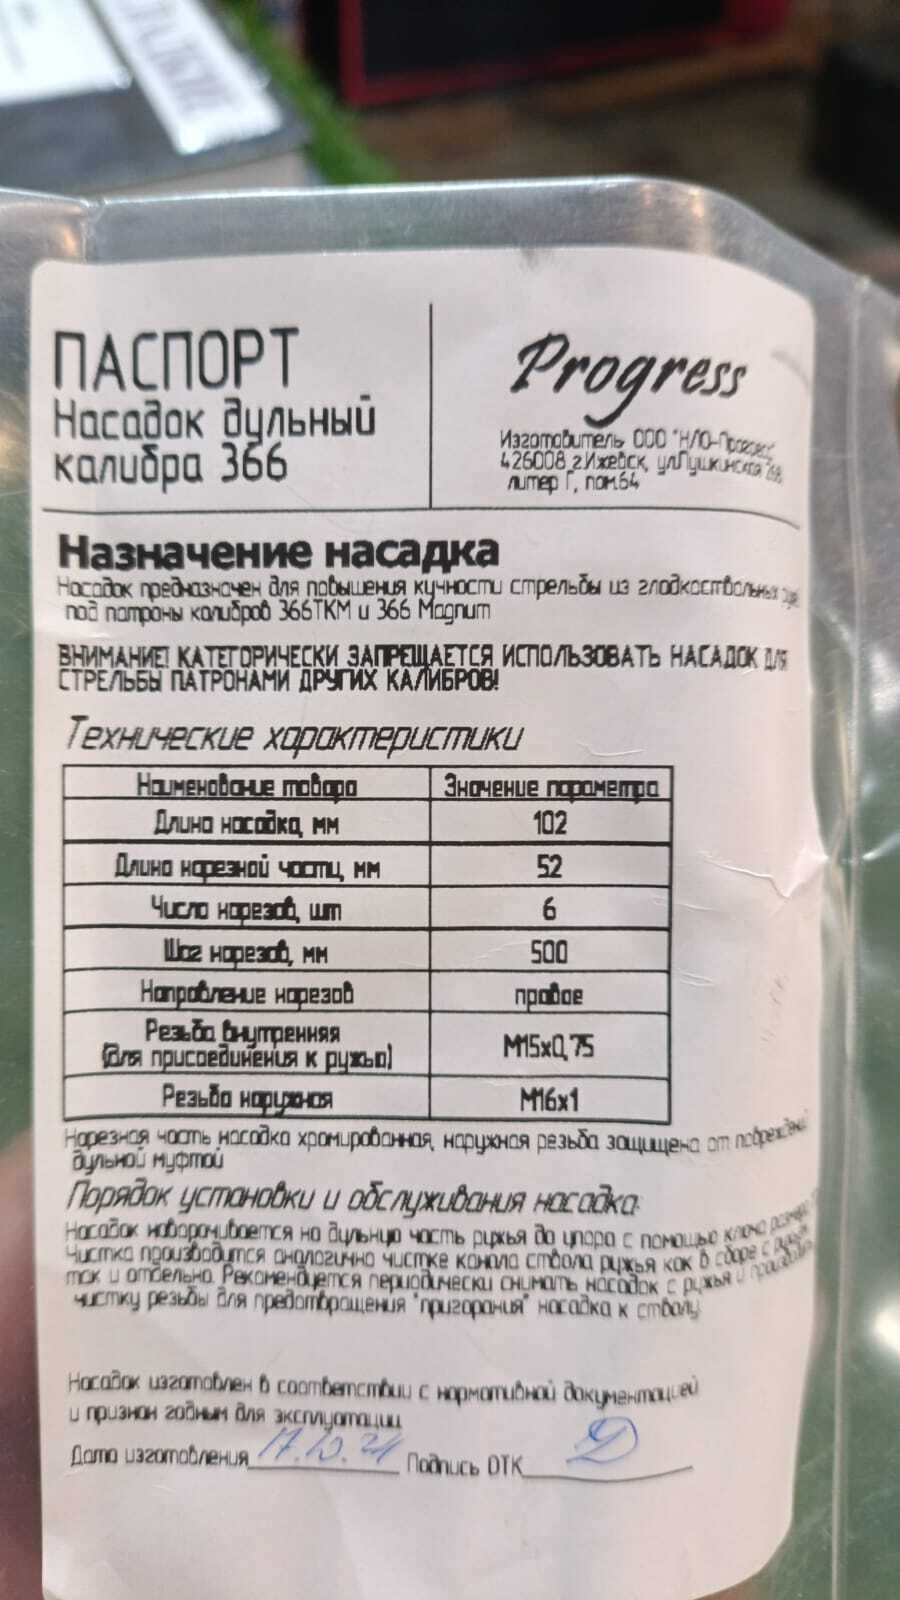 ПАСПОРТ
Насадок дульный
калибра 366
Progress
Изготовитель ООО "НЛО-Прогресс",
426008 г.Ижевск, ул.Пушкинская 268
литер Г, пом.64
Назначение насадка
Насадок предназначен для повышения кучности стрельбы из гладкоствольных
под патроны калибров 366ТКМ и 366 Magnum
ВНИМАНИЕ! КАТЕГОРИЧЕСКИ ЗАПРЕЩАЕТСЯ ИСПОЛЬЗОВАТЬ НАСАДОК ДЛЯ
СТРЕЛЬБЫ ПАТРОНАМИ ДРУГИХ КАЛИБРОВ!
Технические характеристики
Наименование товара Значение параметра
Длина насадка, мм 102
Длина нарезной части, мм 52
Число нарезов, шт 6
Шаг нарезов, мм 500
Направление нарезов правое
Резьба внутренняя
(для присоединения к ружью) М15х0,75
Резьба наружная М16х1
Нарезная часть насадка хромированная, наружная резьба защищена от поврежден
дульной муфтой
Порядок установки и обслуживания насадка:
Насадок наворачивается на дульную часть ружья до упора с помощью ключа
Чистка производится аналогично чистке канала ствола ружья как в сборе с
так и отдельно. Рекомендуется периодически снимать насадок с ружья и
чистку резьбы для предотвращения "пригорания" насадка к стволу.
Насадок изготовлен в соответствии с нормативной документацией
и признан годным для эксплуатации
Дата изготовления 17.10.24 Подпись ОТК